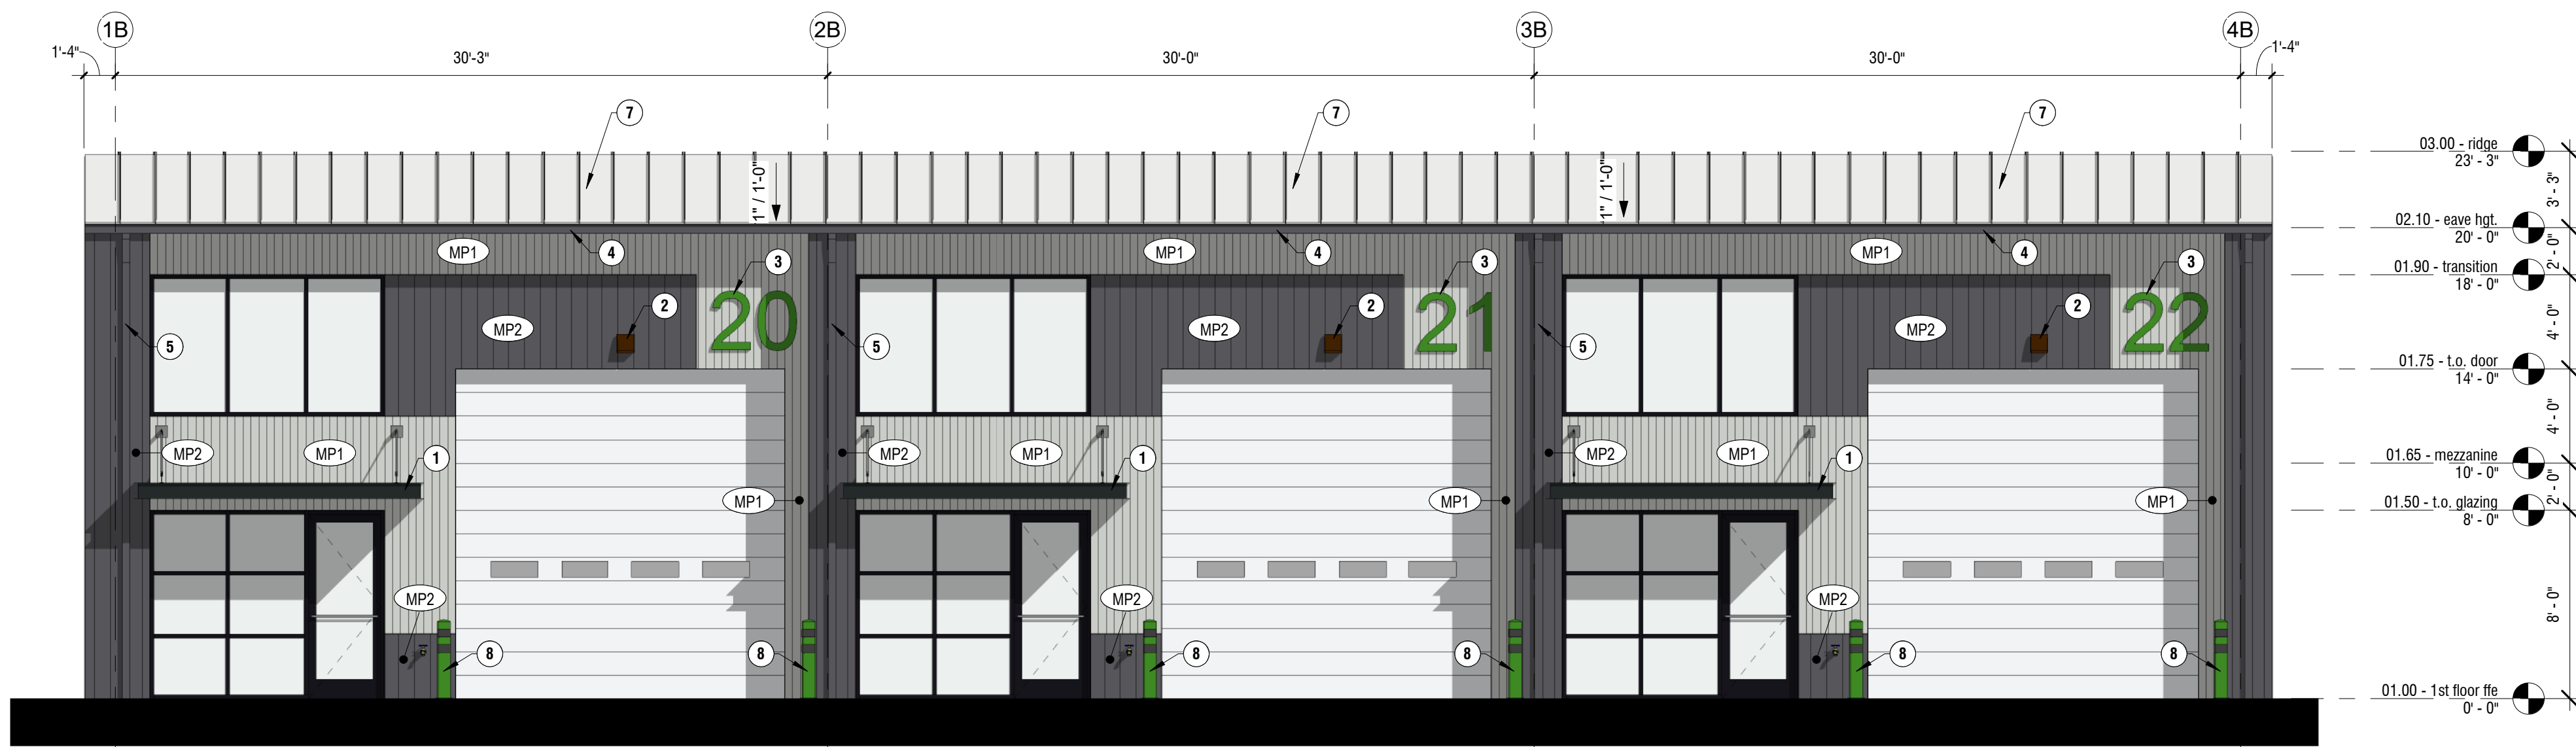 1B 2B 3B 4B
1'-4" 30'-3" 30'-0" 30'-0" 1'-4"
7 7 7
1" / 1'-0" 1" / 1'-0"
03.00 - ridge
23' - 3"
3' - 3"
02.10 - eave hgt.
20' - 0"
2' - 0"
MP1 4 MP1 4 MP1 4
3 3 3
01.90 - transition
18' - 0"
4' - 0"
2 2 2
20 21 22
MP2 MP2 MP2
5 5 5
01.75 - t.o. door
14' - 0"
4' - 0"
MP2 MP1 1 MP2 MP1 1 MP2 MP1 1
01.65 - mezzanine
10' - 0"
2' - 0"
MP1 MP1 MP1
01.50 - t.o. glazing
8' - 0"
8' - 0"
MP2 MP2 MP2
8 8 8 8 8 8
01.00 - 1st floor ffe
0' - 0"